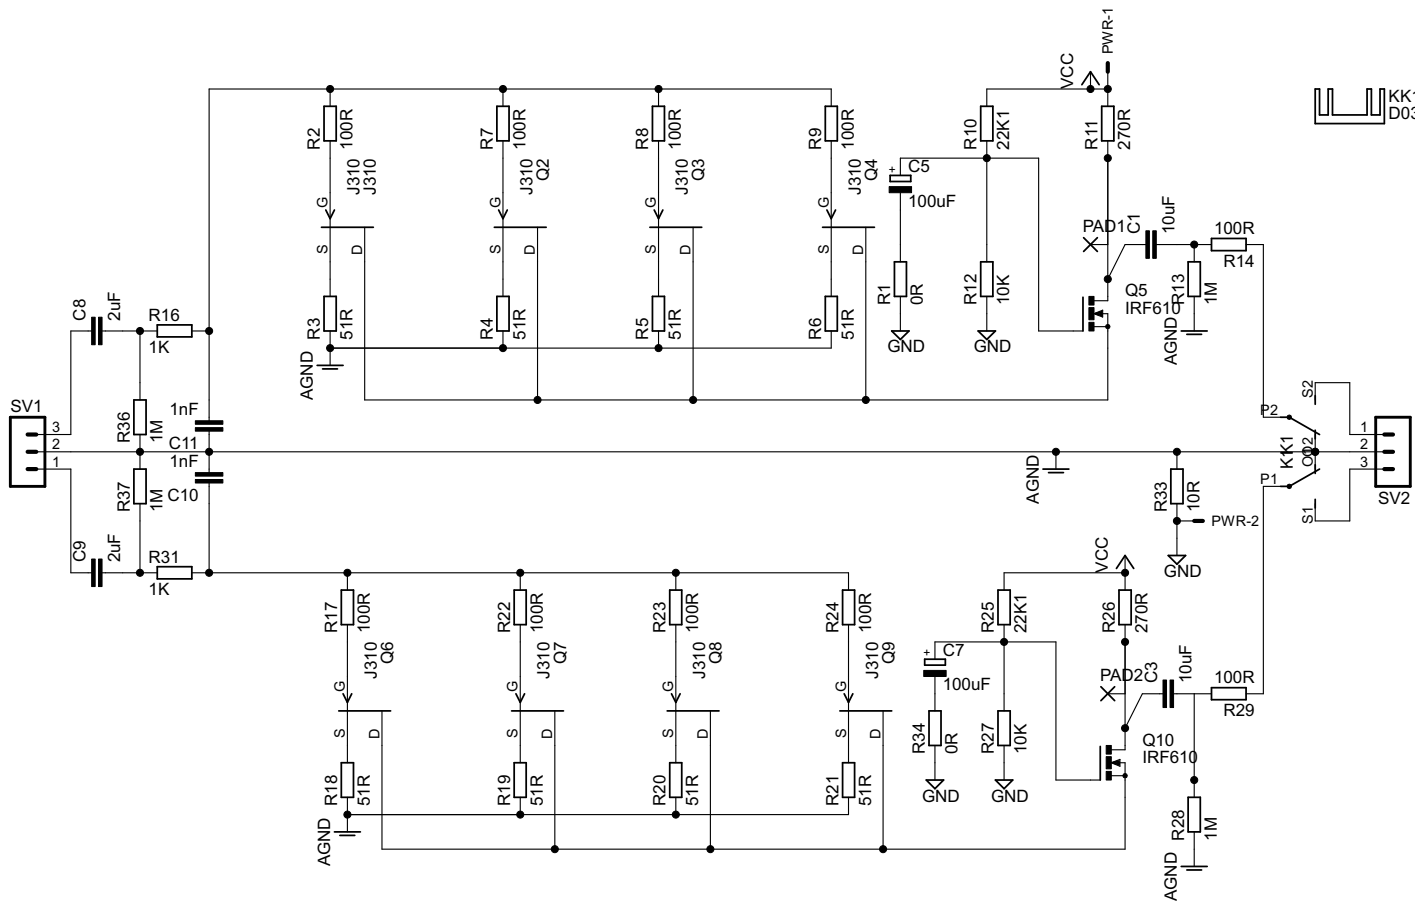 PWR-1
VCC
KK1
D03
R2
100R
R7
100R
R8
100R
R9
100R
R10
22K1
R11
270R
J310
J310
J310
Q2
J310
Q3
J310
Q4
C5
100uF
G
S
D
G
S
D
G
S
D
G
S
D
PAD1
C1
10uF
100R
R14
R1
0R
R12
10K
R13
1M
Q5
IRF610
GND
GND
AGND
C8
2uF
R16
1K
R3
51R
R4
51R
R5
51R
R6
51R
AGND
SV1
3
2
1
R36
1M
1nF
C11
1nF
C10
R37
1M
AGND
R33
10R
PWR-2
GND
S2
P2
K1
K1
O2
O2
P1
S1
1
2
3
SV2
C9
2uF
R31
1K
VCC
R17
100R
R22
100R
R23
100R
R24
100R
R25
22K1
R26
270R
J310
Q6
J310
Q7
J310
Q8
J310
Q9
C7
100uF
G
S
D
G
S
D
G
S
D
G
S
D
PAD2
C3
10uF
100R
R29
R34
0R
R27
10K
Q10
IRF610
GND
GND
R18
51R
R19
51R
R20
51R
R21
51R
AGND
R28
1M
AGND